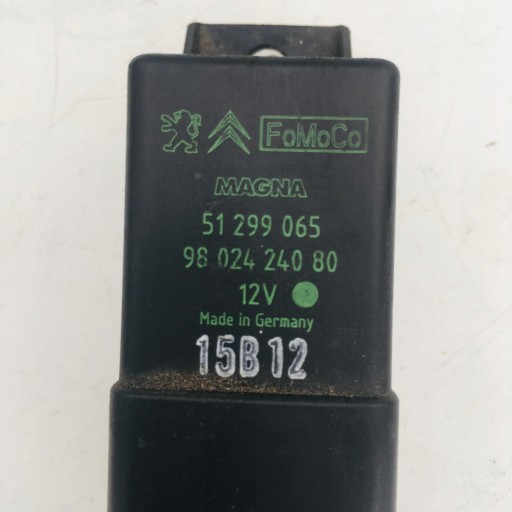 FoMoCo
MAGNA
51 299 065
98 024 240 80
12V
Made in Germany
15B12